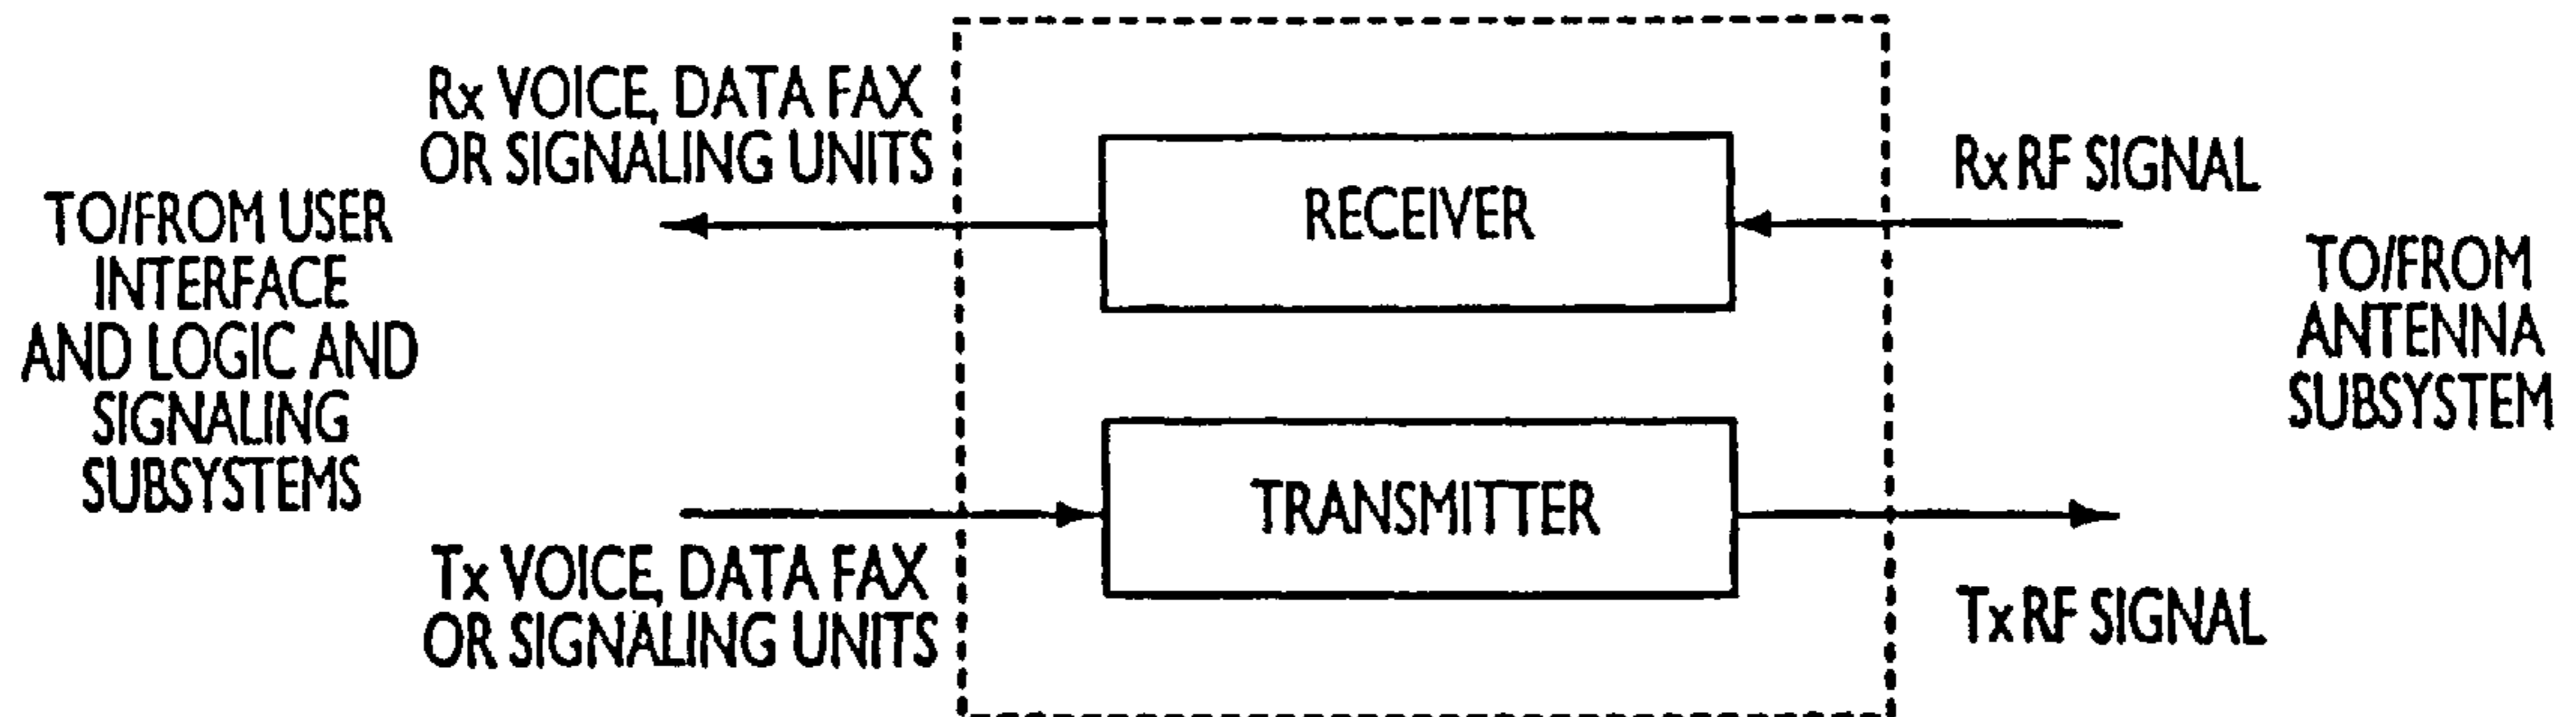 Rx VOICE, DATA FAX
OR SIGNALING UNITS
TO/FROM USER
INTERFACE
AND LOGIC AND
SIGNALING
SUBSYSTEMS
RECEIVER
Rx RF SIGNAL
TO/FROM
ANTENNA
SUBSYSTEM
TRANSMITTER
Tx VOICE, DATA FAX
OR SIGNALING UNITS
Tx RF SIGNAL